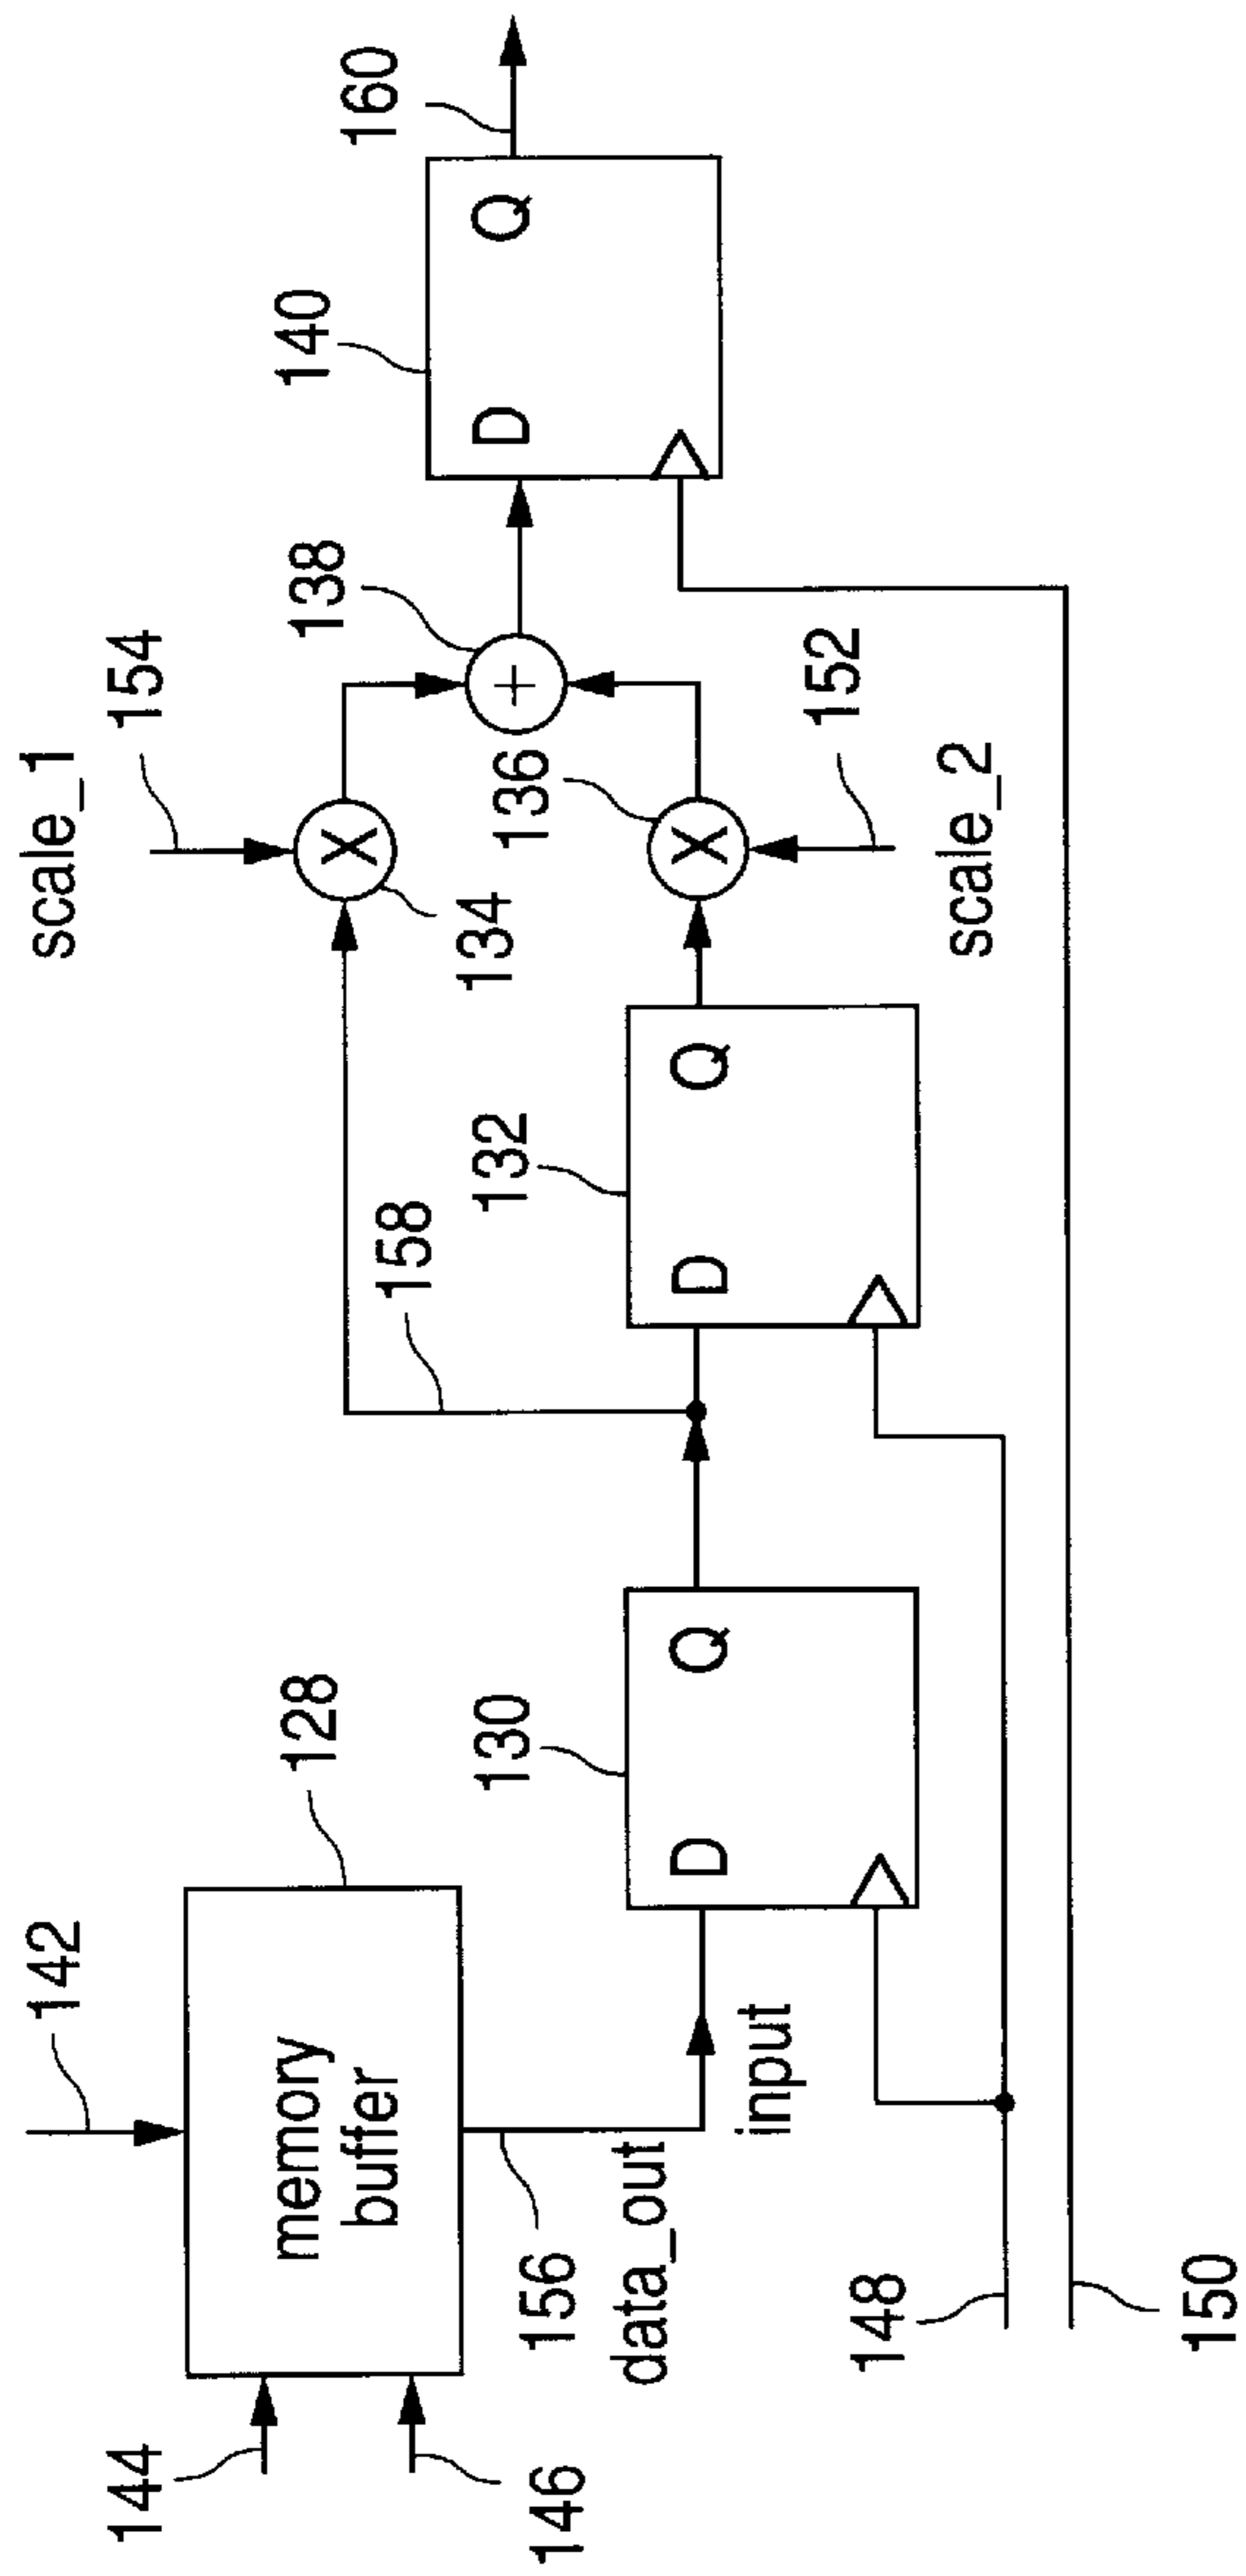 scale_1
154
160
140
D
Q
138
+
X
134
136
X
152
scale_2
142
128
memory
buffer
144
146
156
data_out
input
158
130
D
Q
132
D
Q
148
150